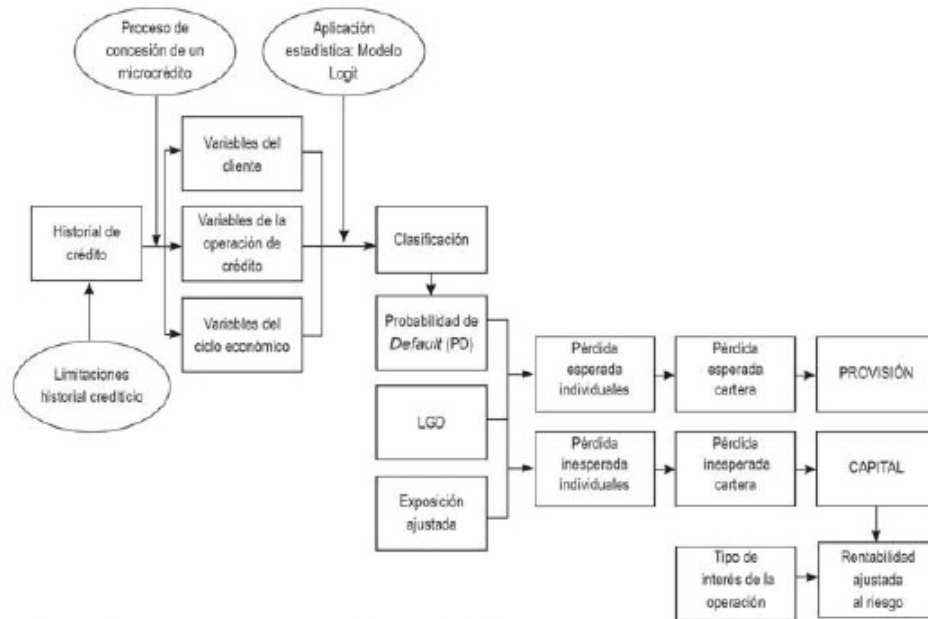 Proceso de
concesión de un
microcrédito
Aplicación
estadística: Modelo
Logit
Variables del
cliente
Historial de
crédito
Variables de la
operación de
crédito
Clasificación
Variables del
ciclo económico
Limitaciones
historial crediticio
Probabilidad de
Default (PD)
LGD
Exposición
ajustada
Pérdida
esperada
individuales
Pérdida
esperada
cartera
PROVISIÓN
Pérdida
inesperada
individuales
Pérdida
inesperada
cartera
CAPITAL
Tipo de
interés de la
operación
Rentabilidad
ajustada
al riesgo